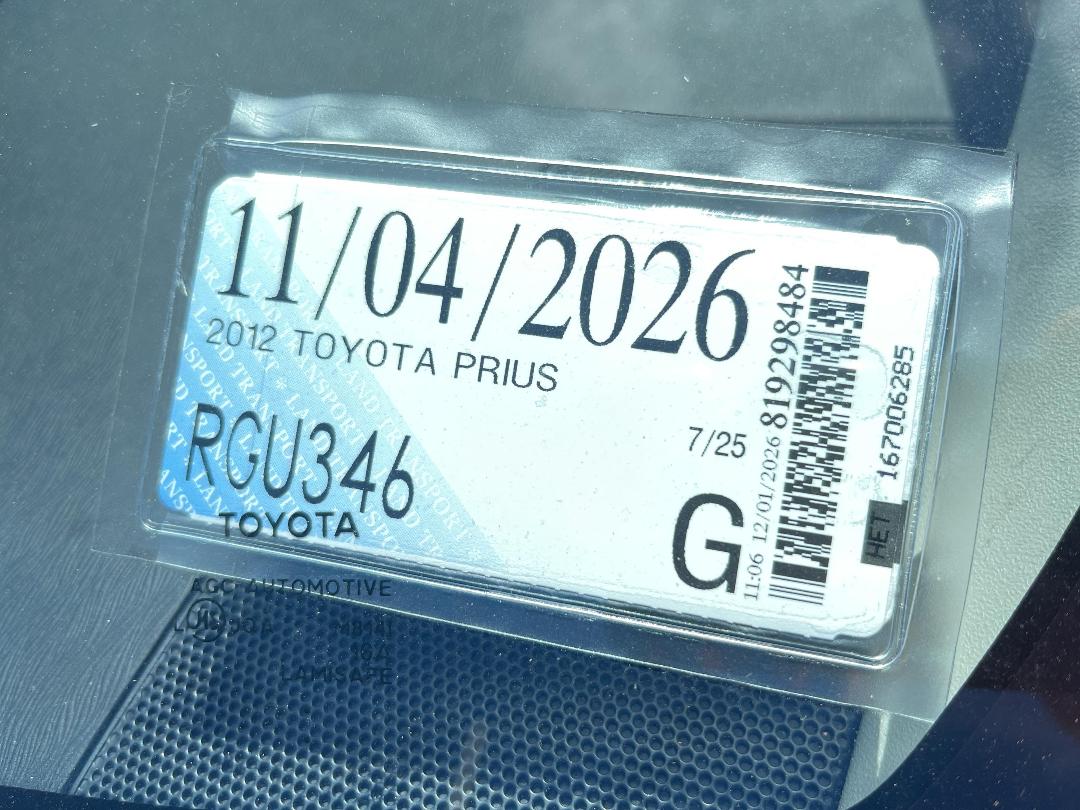 11/04/2026
2012 TOYOTA PRIUS
RGU346
7/25
G
11:06 12/01/2026 819298484
1670006285
HET
TOYOTA
AGC AUTOMOTIVE
LAMISAFE